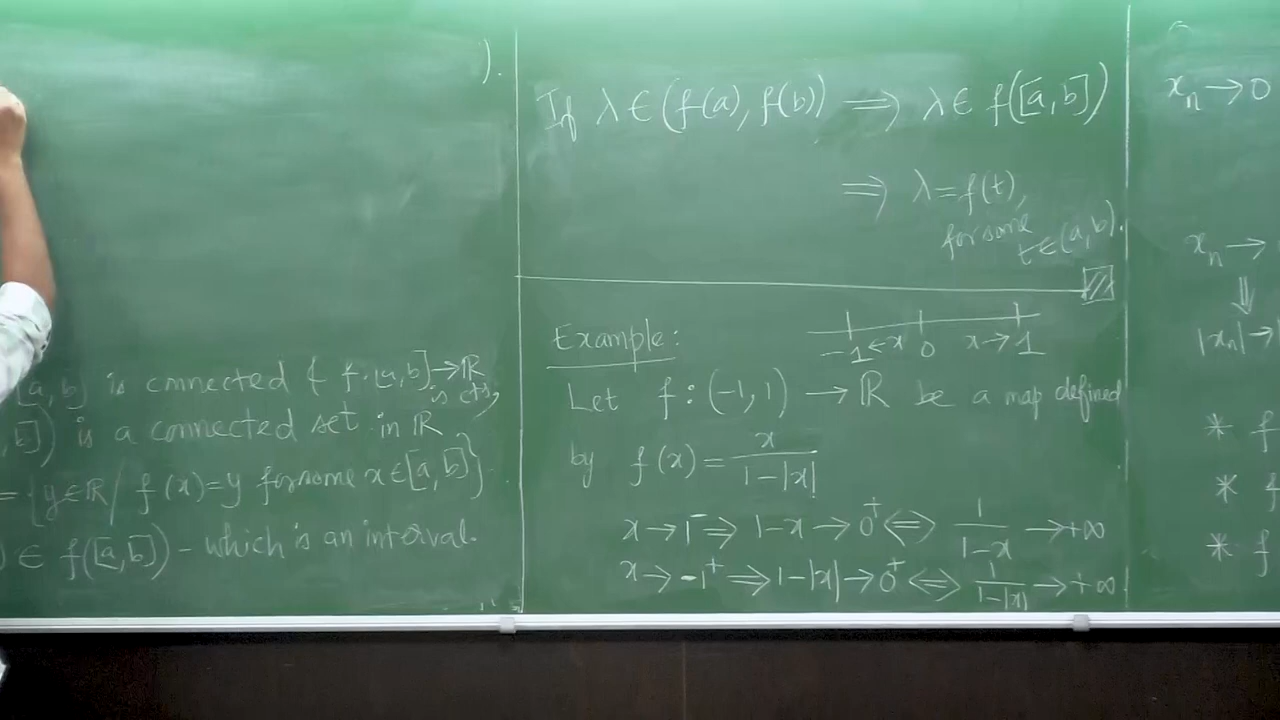 ).
[a, b] is connected & f: [a, b] → ℝ
is cts,
, b]) is a connected set in ℝ
= {y ∈ ℝ / f(x) = y for some x ∈ [a, b]}.
) ∈ f([a, b]) - which is an interval.
If λ ∈ (f(a), f(b)) ⟹ λ ∈ f([a, b])
⟹ λ = f(t),
for some
t ∈ (a, b).
Example:
-1 ← x 0 x → 1
Let f : (-1, 1) → ℝ be a map defined
by f(x) = x / (1 - |x|)
x → 1⁻ ⟹ 1 - x → 0⁺ ⟺ 1/(1 - x) → +∞
x → -1⁺ ⟹ 1 - |x| → 0⁺ ⟺ 1/(1 - |x|) → +∞
xₙ → 0
xₙ →
⇓
|xₙ| →
* f
* f
* f